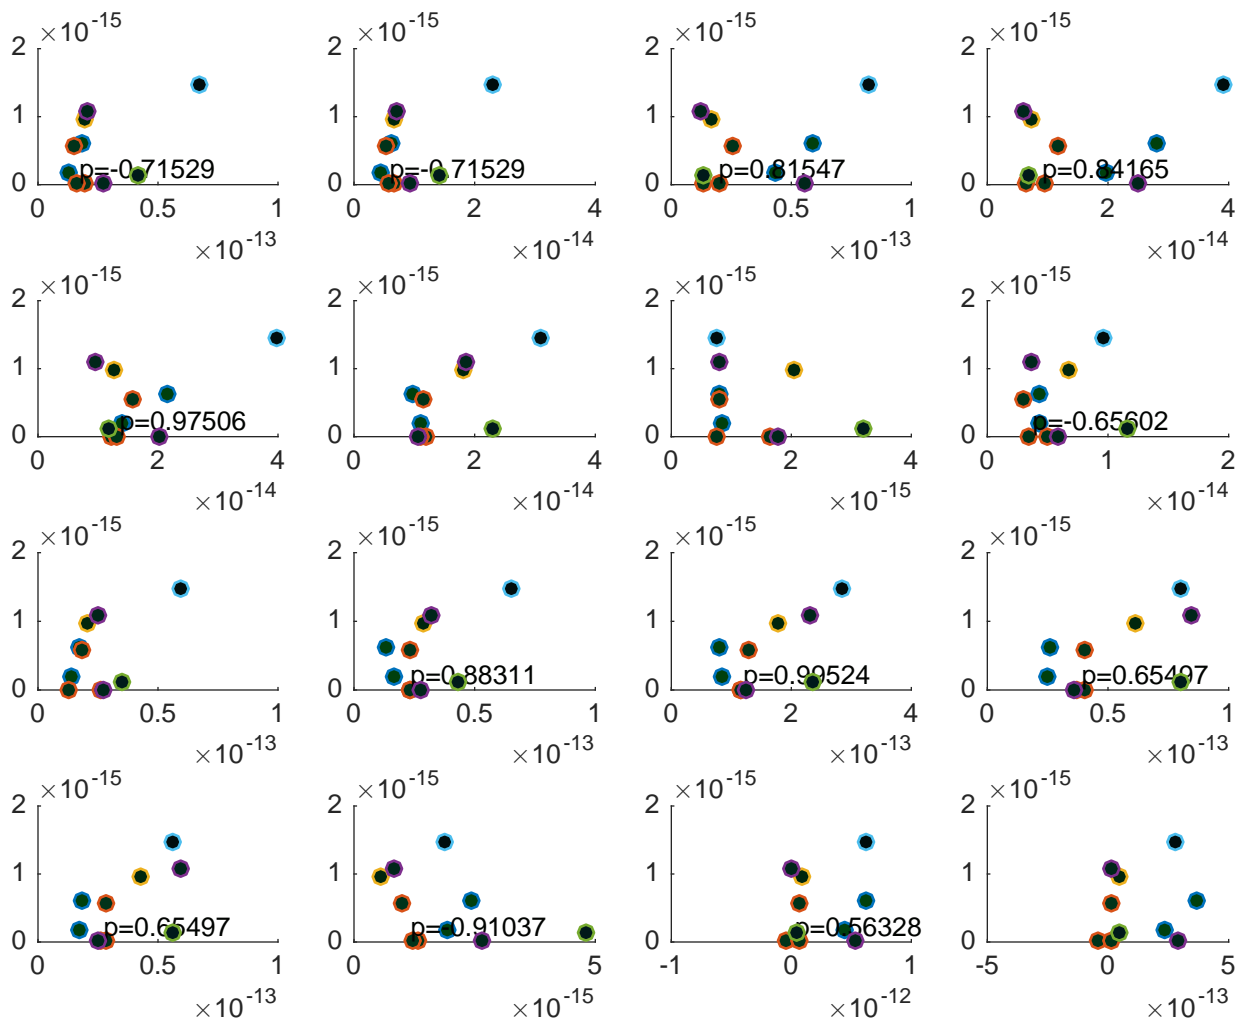 ×10-15 ×10-15 ×10-15 ×10-15
2 2 2 2
1 1 1 1
p=-0.71529 p=-0.71529 p=0.81547 p=0.84165
0 0 0 0
0 0.5 1 0 2 4 0 0.5 1 0 2 4
×10-13 ×10-14 ×10-13 ×10-14
×10-15 ×10-15 ×10-15 ×10-15
2 2 2 2
1 1 1 1
p=0.97506 p=-0.65602
0 0 0 0
0 2 4 0 2 4 0 2 4 0 1 2
×10-14 ×10-14 ×10-15 ×10-14
×10-15 ×10-15 ×10-15 ×10-15
2 2 2 2
1 1 1 1
p=0.88311 p=0.99524 p=0.65497
0 0 0 0
0 0.5 1 0 0.5 1 0 2 4 0 0.5 1
×10-13 ×10-13 ×10-13 ×10-13
×10-15 ×10-15 ×10-15 ×10-15
2 2 2 2
1 1 1 1
p=0.65497 p=-0.91037 p=0.56328
0 0 0 0
0 0.5 1 0 5 -1 0 1 -5 0 5
×10-13 ×10-15 ×10-12 ×10-13